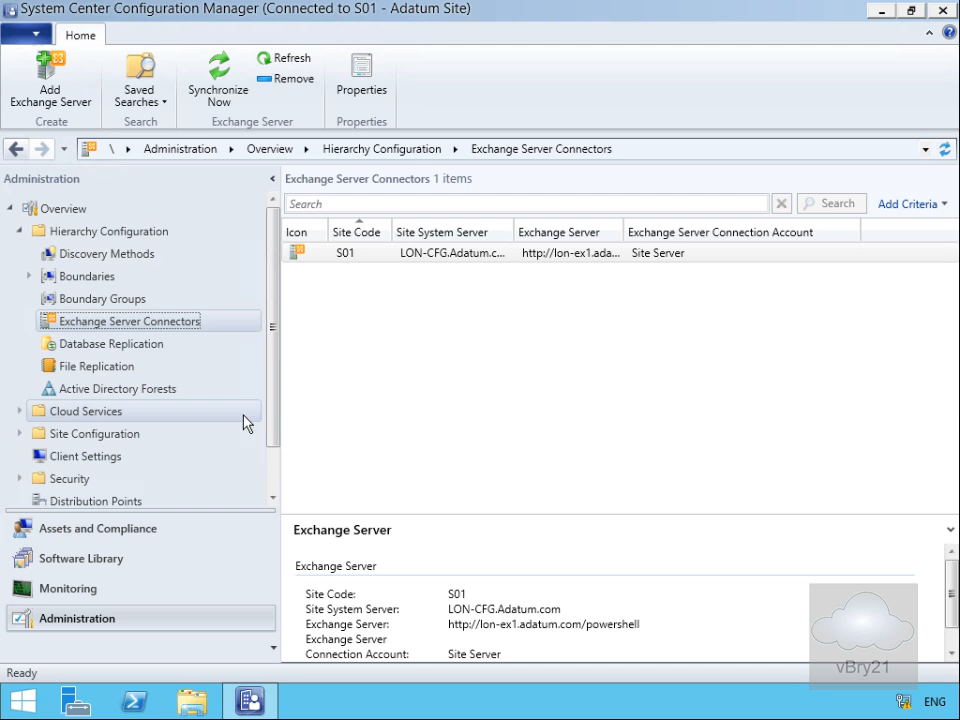 System Center Configuration Manager (Connected to S01 - Adatum Site)
Home
Add Exchange Server
Saved Searches
Synchronize Now
Refresh
Remove
Properties
Create
Search
Exchange Server
Properties
\ Administration Overview Hierarchy Configuration Exchange Server Connectors
Administration
Overview
Hierarchy Configuration
Discovery Methods
Boundaries
Boundary Groups
Exchange Server Connectors
Database Replication
File Replication
Active Directory Forests
Cloud Services
Site Configuration
Client Settings
Security
Distribution Points
Assets and Compliance
Software Library
Monitoring
Administration
Exchange Server Connectors 1 items
Search
Search
Add Criteria
Icon Site Code Site System Server Exchange Server Exchange Server Connection Account
S01 LON-CFG.Adatum.c... http://lon-ex1.ada... Site Server
Exchange Server
Exchange Server
Site Code: S01
Site System Server: LON-CFG.Adatum.com
Exchange Server: http://lon-ex1.adatum.com/powershell
Exchange Server
Connection Account: Site Server
vBry21
Ready
ENG